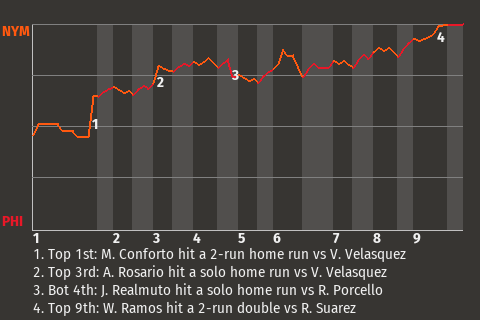 NYM
4
2
3
1
PHI
1 2 3 4 5 6 7 8 9
1. Top 1st: M. Conforto hit a 2-run home run vs V. Velasquez
2. Top 3rd: A. Rosario hit a solo home run vs V. Velasquez
3. Bot 4th: J. Realmuto hit a solo home run vs R. Porcello
4. Top 9th: W. Ramos hit a 2-run double vs R. Suarez